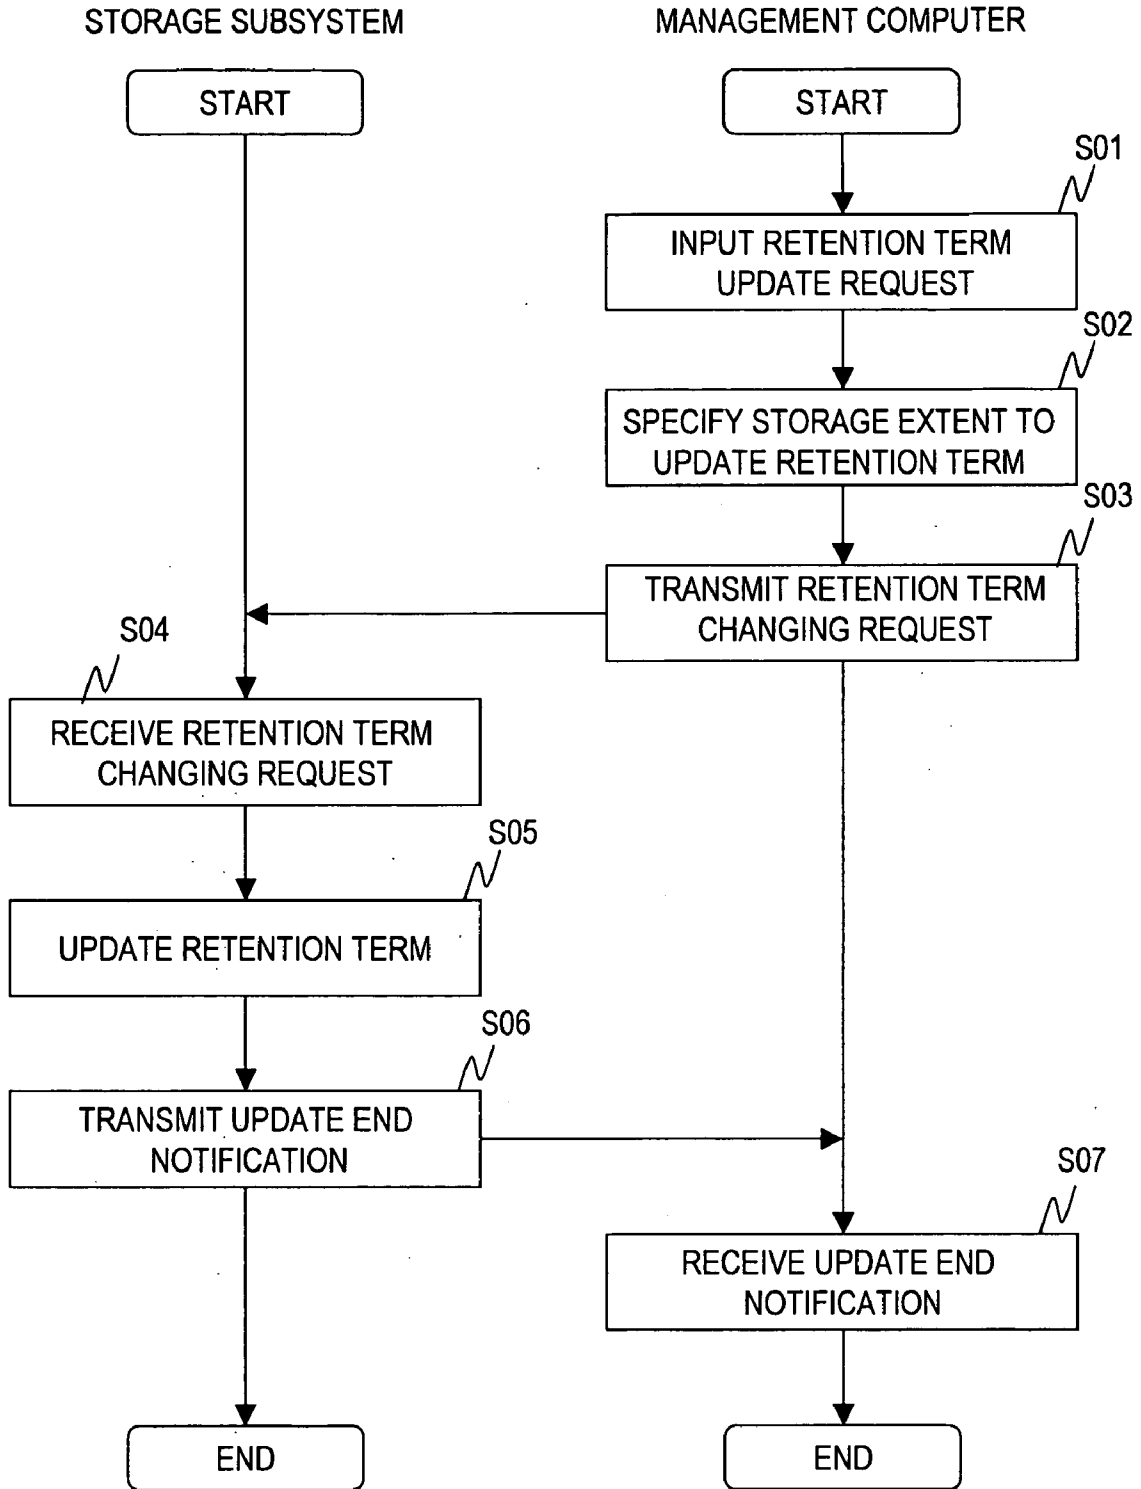 STORAGE SUBSYSTEM
MANAGEMENT COMPUTER
START
START
S01
INPUT RETENTION TERM
UPDATE REQUEST
S02
SPECIFY STORAGE EXTENT TO
UPDATE RETENTION TERM
S03
TRANSMIT RETENTION TERM
CHANGING REQUEST
S04
RECEIVE RETENTION TERM
CHANGING REQUEST
S05
UPDATE RETENTION TERM
S06
TRANSMIT UPDATE END
NOTIFICATION
S07
RECEIVE UPDATE END
NOTIFICATION
END
END